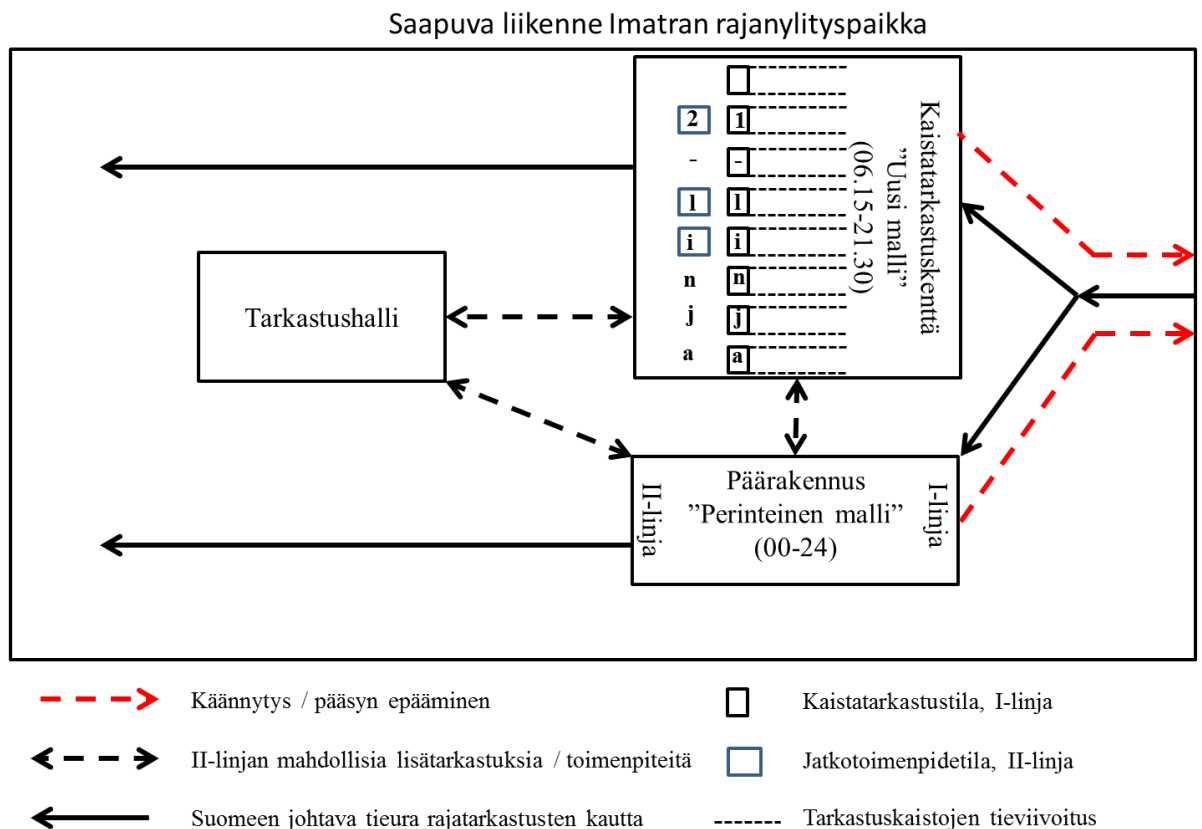 Saapuva liikenne Imatran rajanylityspaikka
2 - l i n j a
1 - l i n j a
Kaistatarkastuskenttä
”Uusi malli”
(06.15-21.30)
Tarkastushalli
II-linja
Päärakennus
”Perinteinen malli”
(00-24)
I-linja
Käännytys / pääsyn epääminen
Kaistatarkastustila, I-linja
II-linjan mahdollisia lisätarkastuksia / toimenpiteitä
Jatkotoimenpidetila, II-linja
Suomeen johtava tieura rajatarkastusten kautta
Tarkastuskaistojen tieviivoitus